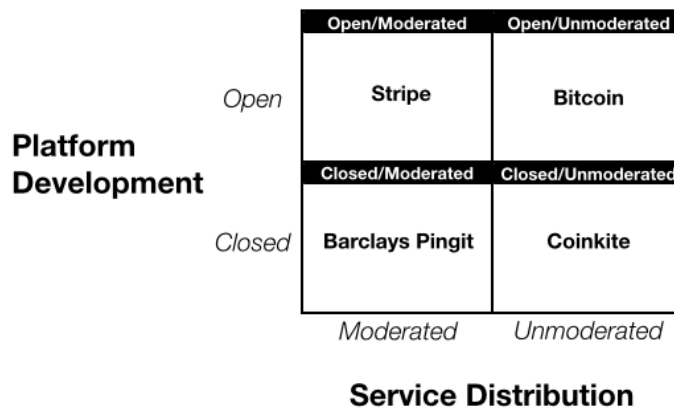 Open/Moderated Open/Unmoderated
Open Stripe Bitcoin
Platform
Development
Closed/Moderated Closed/Unmoderated
Closed Barclays Pingit Coinkite
Moderated Unmoderated
Service Distribution